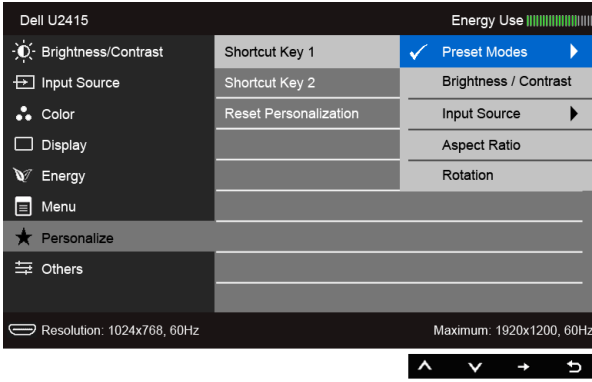 Dell U2415 Energy Use
Brightness/Contrast Shortcut Key 1 Preset Modes
Input Source Shortcut Key 2 Brightness / Contrast
Color Reset Personalization Input Source
Display Aspect Ratio
Energy Rotation
Menu
Personalize
Others
Resolution: 1024x768, 60Hz Maximum: 1920x1200, 60Hz